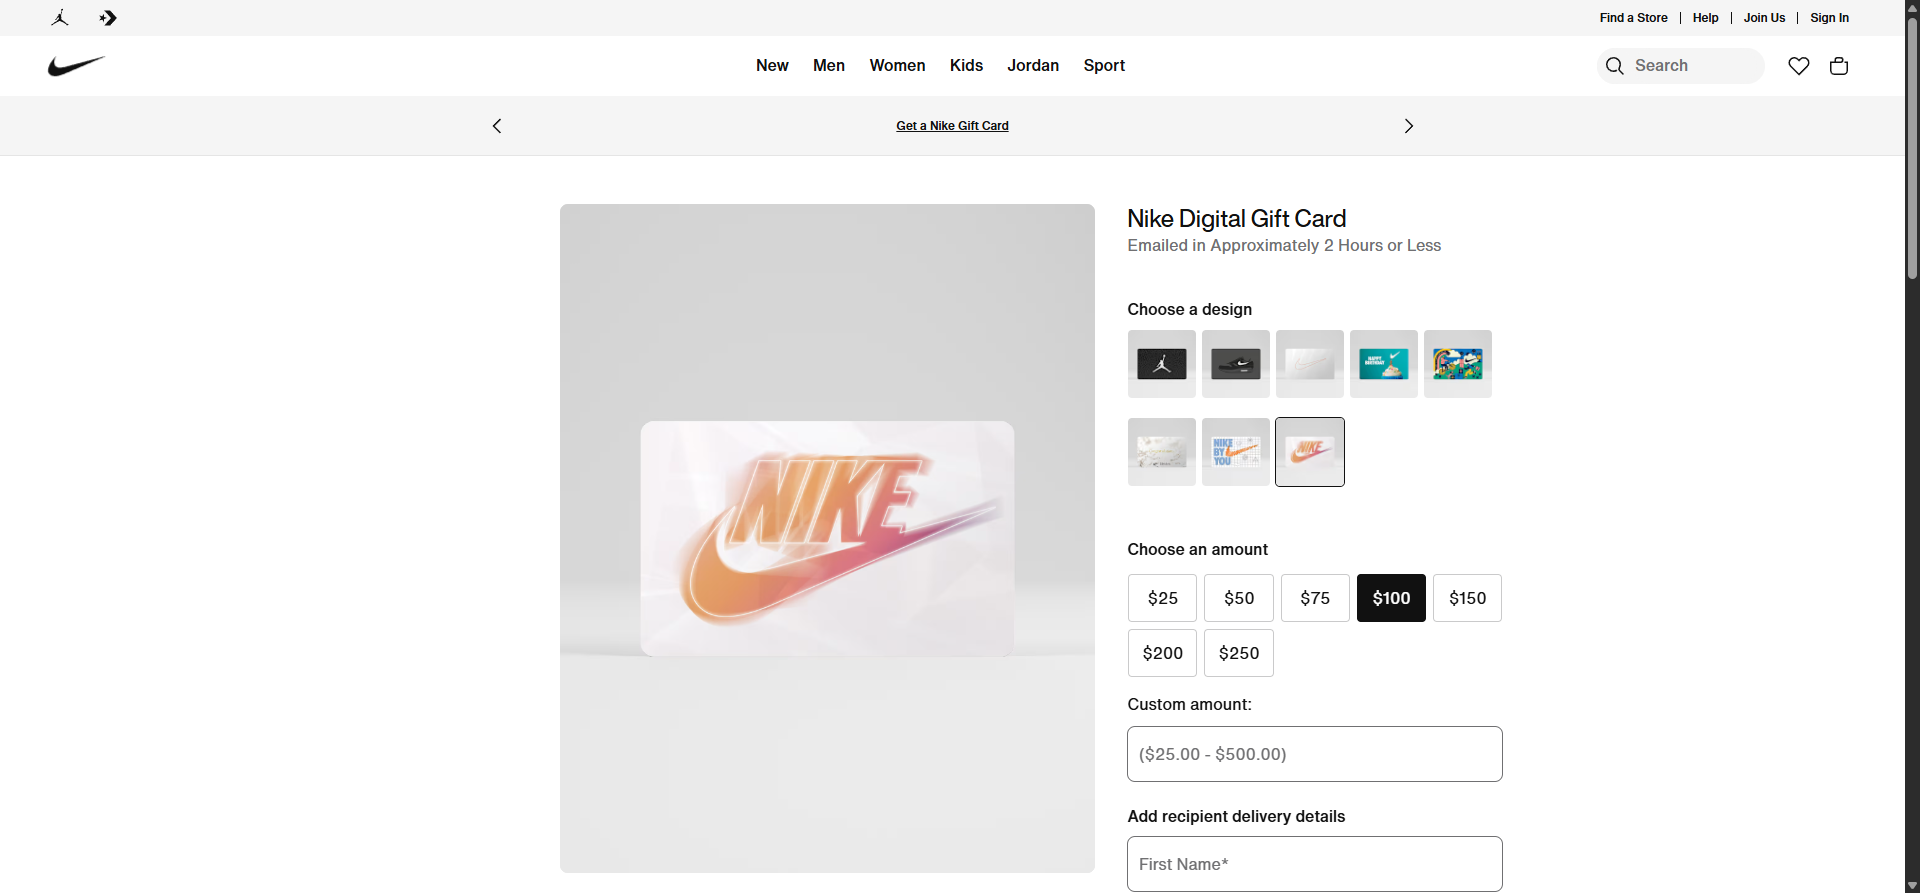 Find a Store
Help
Join Us
Sign In
New
Men
Women
Kids
Jordan
Sport
Search
Get a Nike Gift Card
NIKE
Nike Digital Gift Card
Emailed in Approximately 2 Hours or Less
Choose a design
HAPPY
BIRTHDAY
NIKE
BY
YOU
NIKE
Choose an amount
$25
$50
$75
$100
$150
$200
$250
Custom amount:
($25.00 - $500.00)
Add recipient delivery details
First Name*